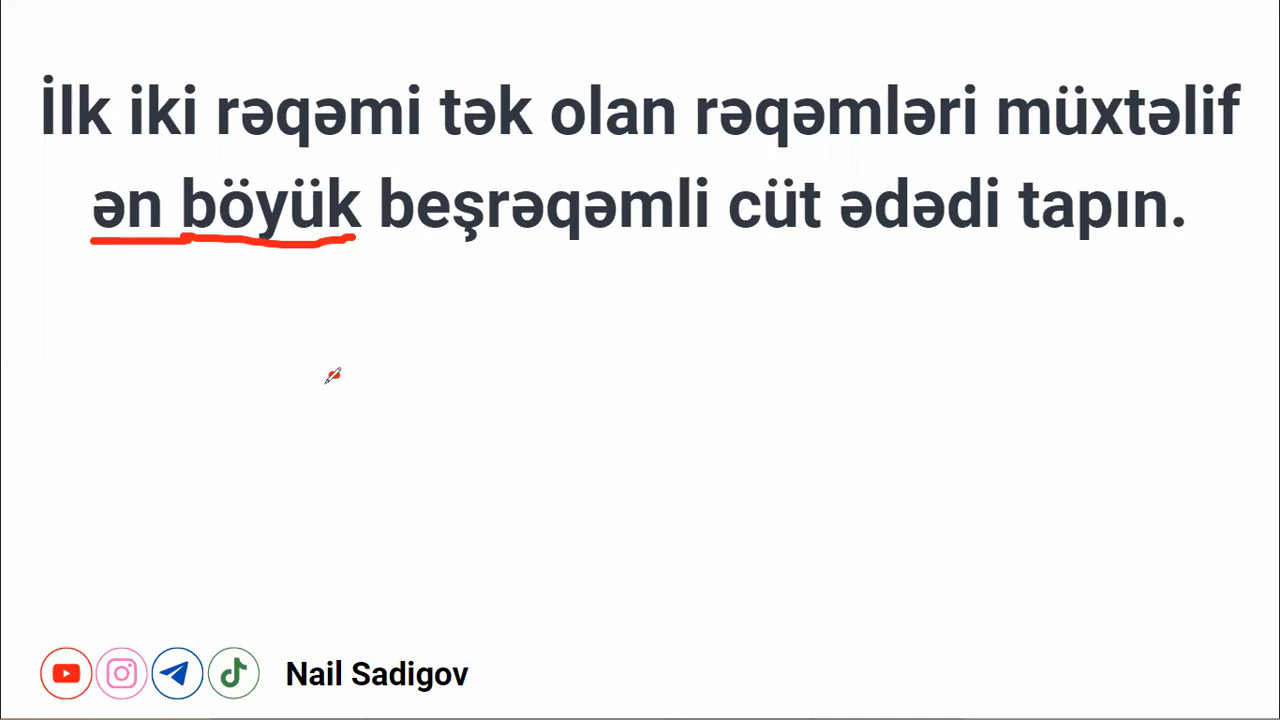 İlk iki rəqəmi tək olan rəqəmləri müxtəlif
ən böyük beşrəqəmli cüt ədədi tapın.
Nail Sadigov